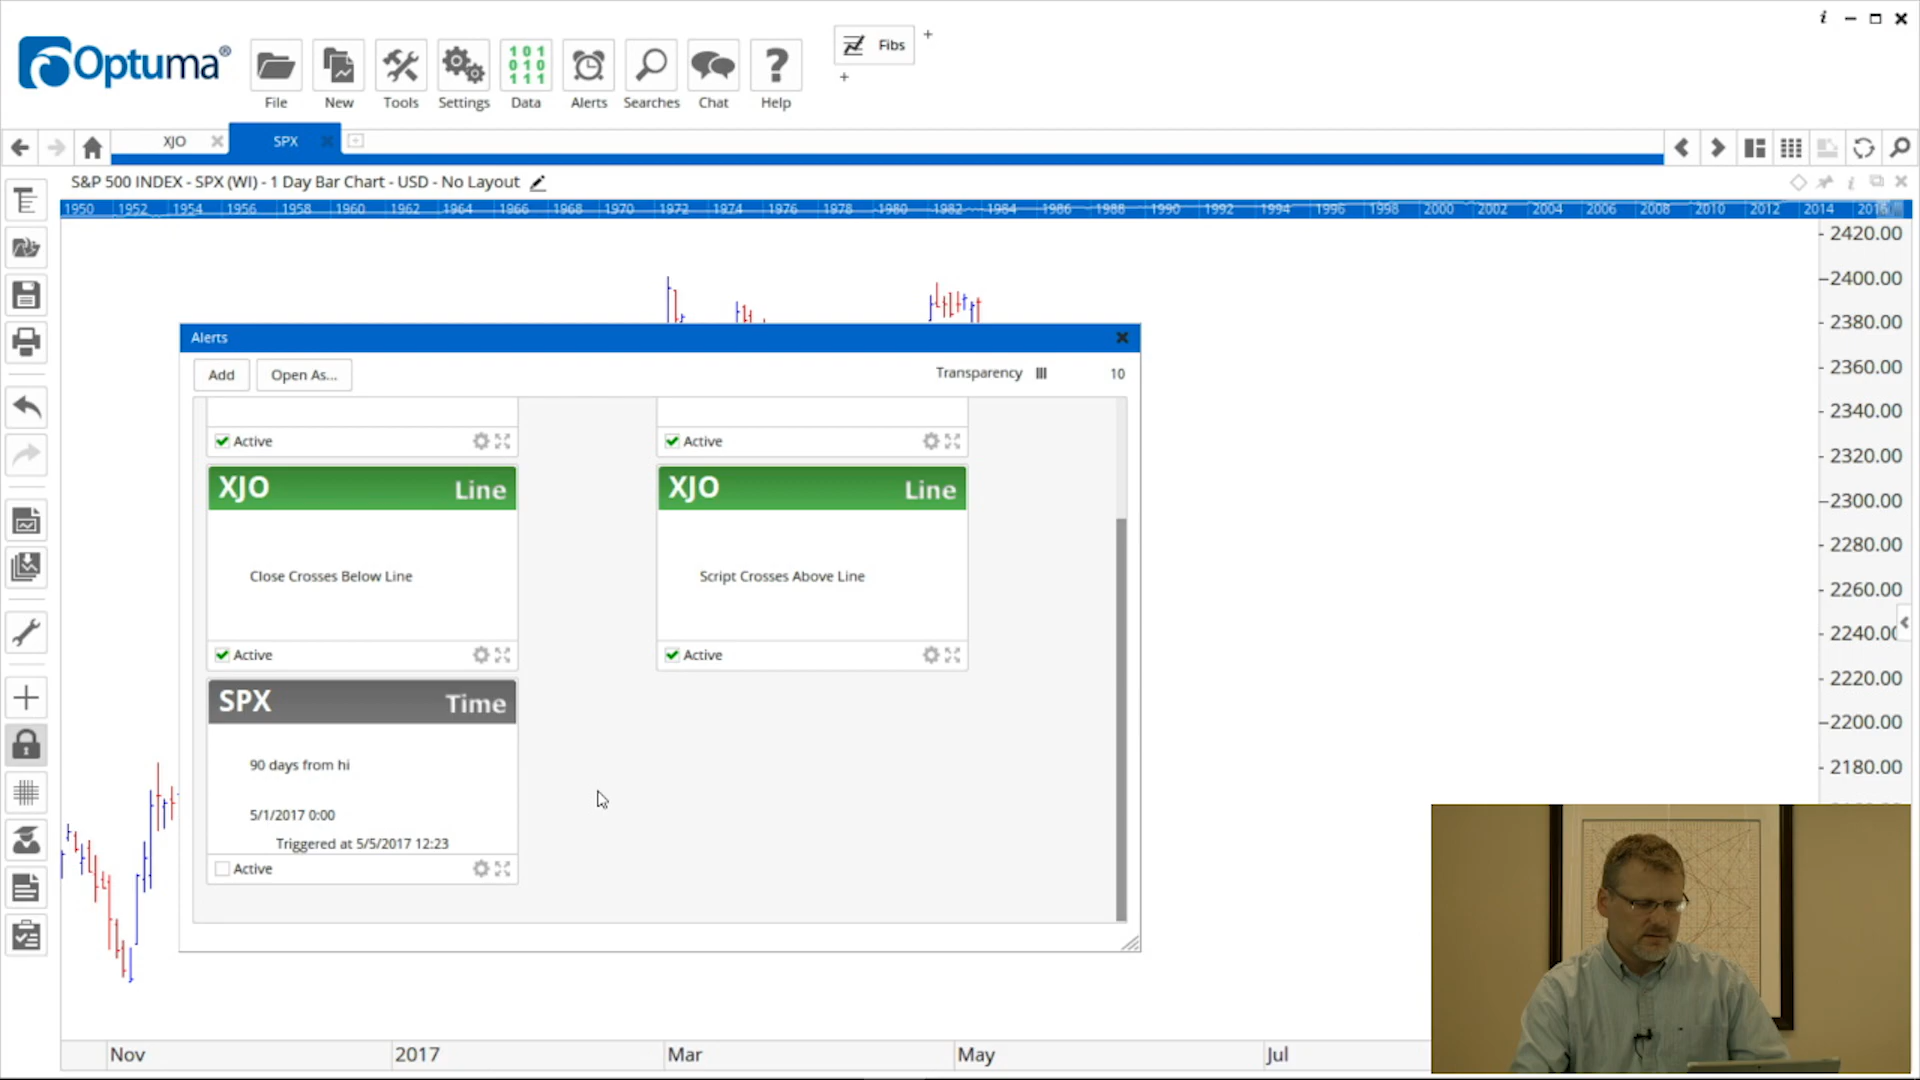 i
Optuma®
101
010
111
?
Fibs
+
+
File
New
Tools
Settings
Data
Alerts
Searches
Chat
Help
XJO
SPX
S&P 500 INDEX - SPX (WI) - 1 Day Bar Chart - USD - No Layout
1950 1952 1954 1956 1958 1960 1962 1964 1966 1968 1970 1972 1974 1976 1978 1980 1982 1984 1986 1988 1990 1992 1994 1996 1998 2000 2002 2004 2006 2008 2010 2012 2014 2016
2420.00
2400.00
2380.00
2360.00
2340.00
2320.00
2300.00
2280.00
2260.00
2240.00
2220.00
2200.00
2180.00
Alerts
Add
Open As...
Transparency
10
Active
Active
XJO Line
Close Crosses Below Line
Active
XJO Line
Script Crosses Above Line
Active
SPX Time
90 days from hi
5/1/2017 0:00
Triggered at 5/5/2017 12:23
Active
Nov
2017
Mar
May
Jul